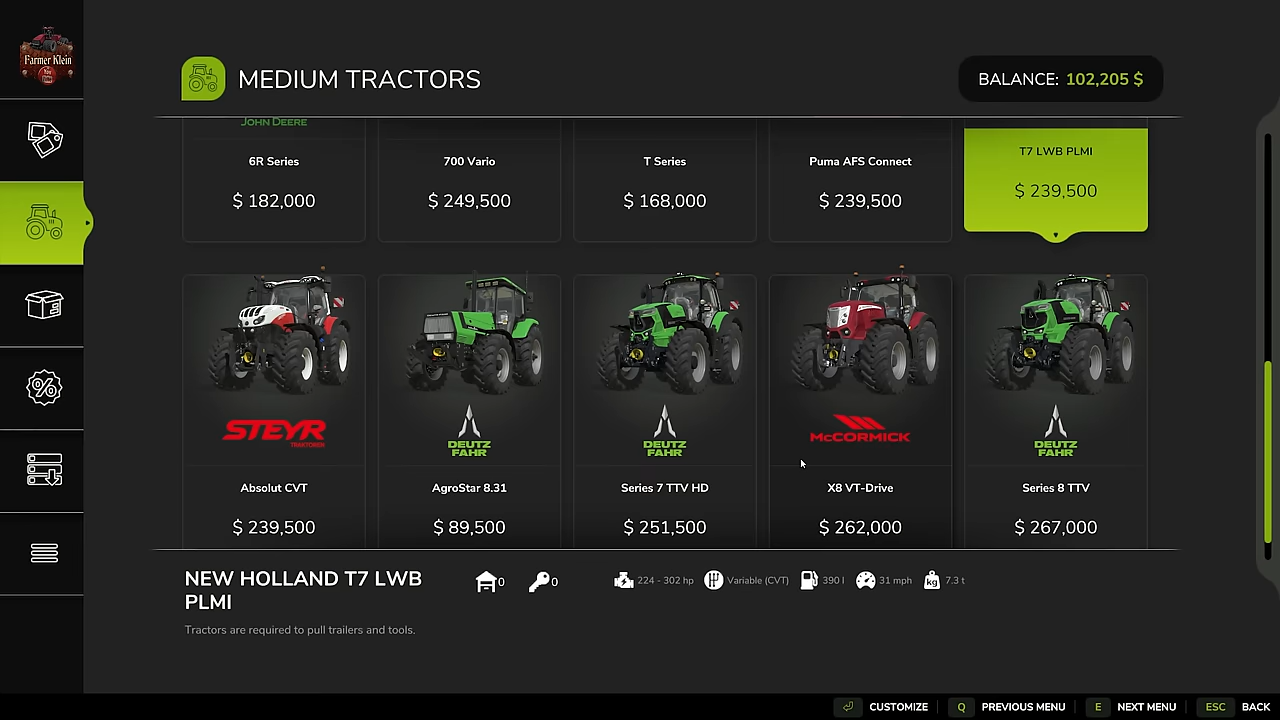 Farmer Klein
You
MEDIUM TRACTORS
BALANCE: 102,205 $
JOHN DEERE
6R Series
700 Vario
T Series
Puma AFS Connect
T7 LWB PLMI
$ 182,000
$ 249,500
$ 168,000
$ 239,500
$ 239,500
STEYR
TRAKTOREN
DEUTZ
FAHR
DEUTZ
FAHR
McCORMICK
DEUTZ
FAHR
Absolut CVT
AgroStar 8.31
Series 7 TTV HD
X8 VT-Drive
Series 8 TTV
$ 239,500
$ 89,500
$ 251,500
$ 262,000
$ 267,000
NEW HOLLAND T7 LWB
PLMI
0
0
224 - 302 hp
Variable (CVT)
390 l
31 mph
kg
7.3 t
Tractors are required to pull trailers and tools.
CUSTOMIZE
Q
PREVIOUS MENU
E
NEXT MENU
ESC
BACK